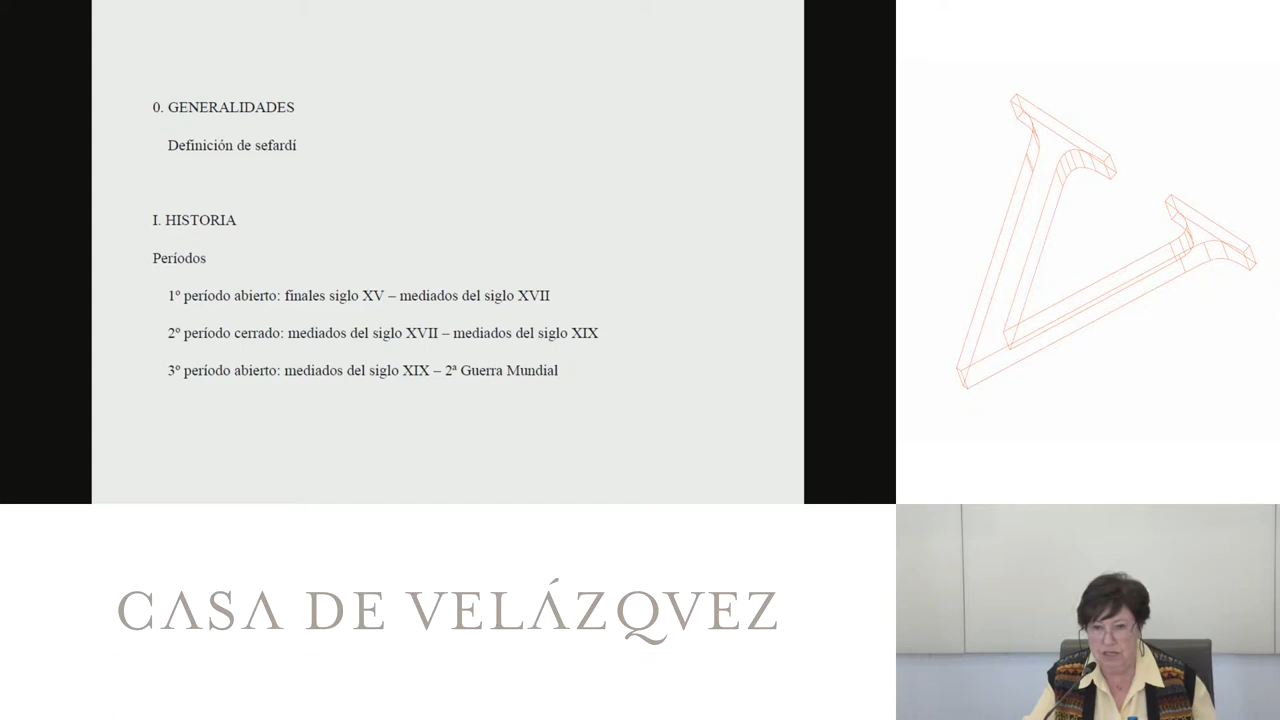 0. GENERALIDADES
Definición de sefardí
I. HISTORIA
Períodos
1º período abierto: finales siglo XV – mediados del siglo XVII
2º período cerrado: mediados del siglo XVII – mediados del siglo XIX
3º período abierto: mediados del siglo XIX – 2ª Guerra Mundial
CASA DE VELÁZQVEZ